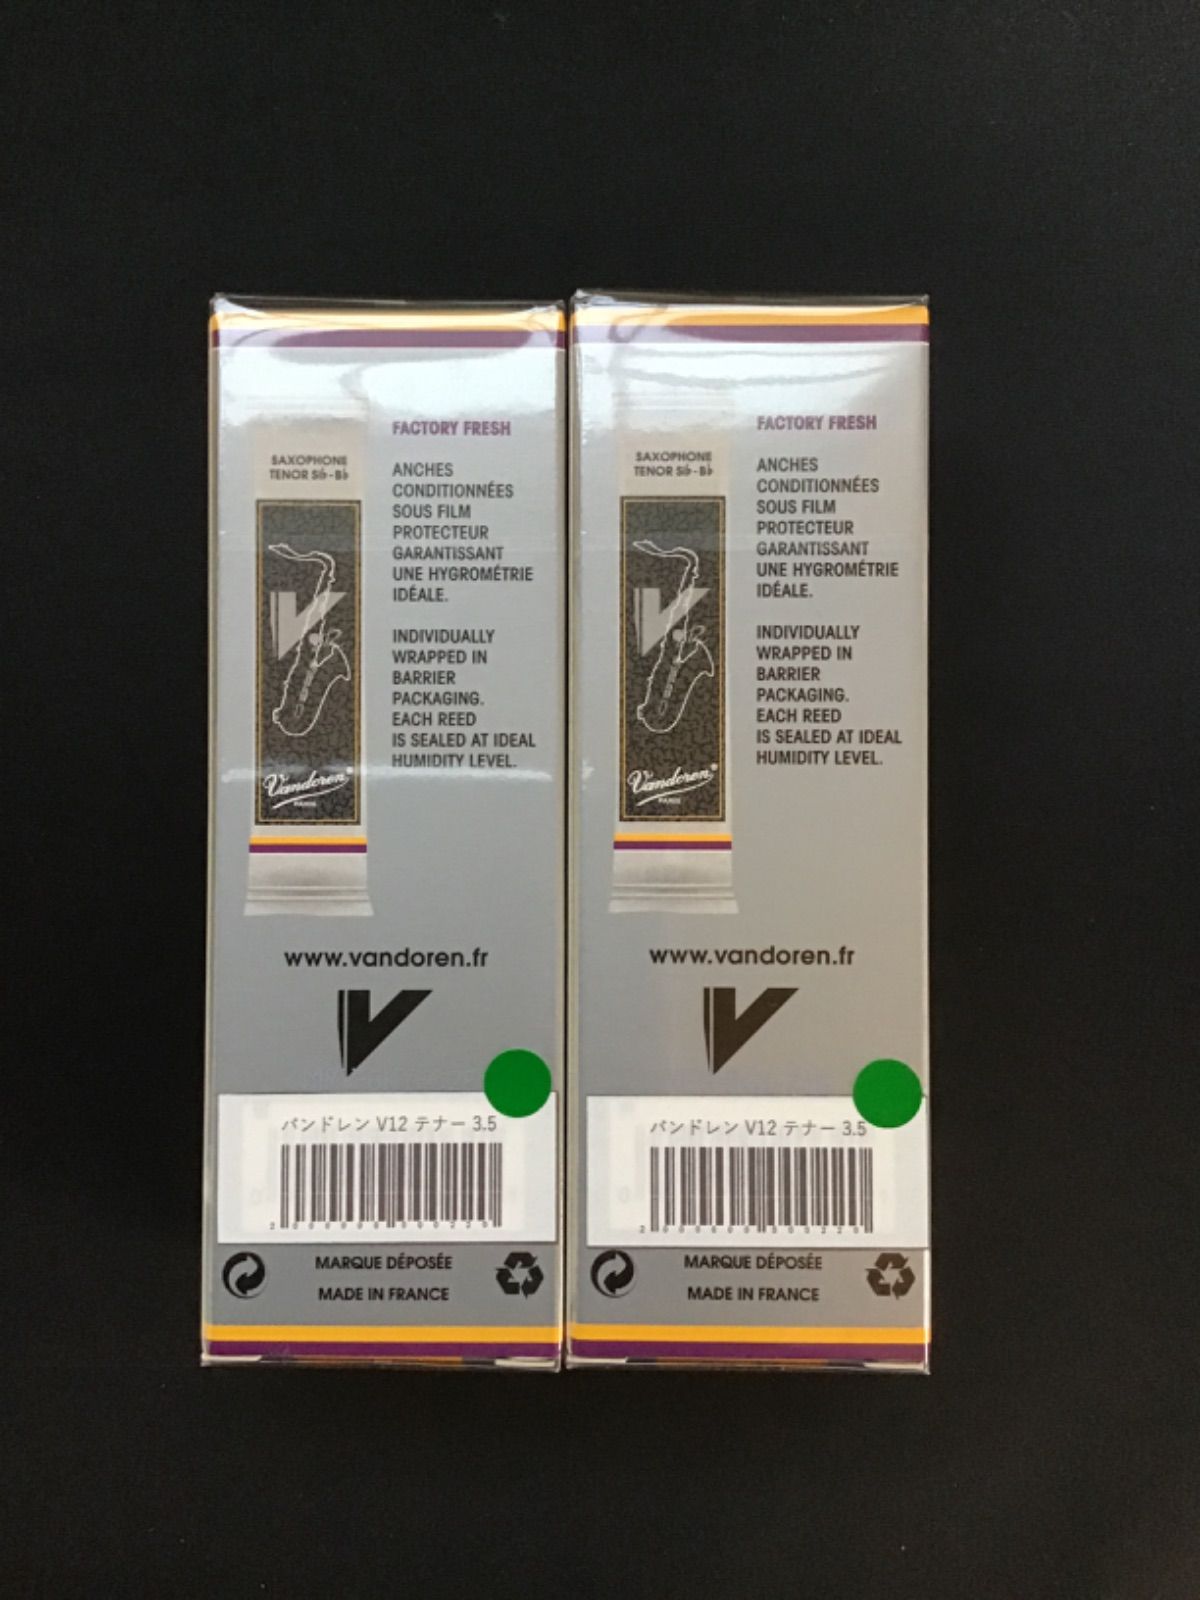 FACTORY FRESH
SAXOPHONE
TENOR Si♭-B♭
ANCHES
CONDITIONNÉES
SOUS FILM
PROTECTEUR
GARANTISSANT
UNE HYGROMÉTRIE
IDÉALE.
INDIVIDUALLY
WRAPPED IN
BARRIER
PACKAGING.
EACH REED
IS SEALED AT IDEAL
HUMIDITY LEVEL.
V
Vandoren®
PARIS
www.vandoren.fr
V
バンドレン V12 テナー 3.5
MARQUE DÉPOSÉE
MADE IN FRANCE
FACTORY FRESH
SAXOPHONE
TENOR Si♭-B♭
ANCHES
CONDITIONNÉES
SOUS FILM
PROTECTEUR
GARANTISSANT
UNE HYGROMÉTRIE
IDÉALE.
INDIVIDUALLY
WRAPPED IN
BARRIER
PACKAGING.
EACH REED
IS SEALED AT IDEAL
HUMIDITY LEVEL.
V
Vandoren®
PARIS
www.vandoren.fr
V
バンドレン V12 テナー 3.5
MARQUE DÉPOSÉE
MADE IN FRANCE